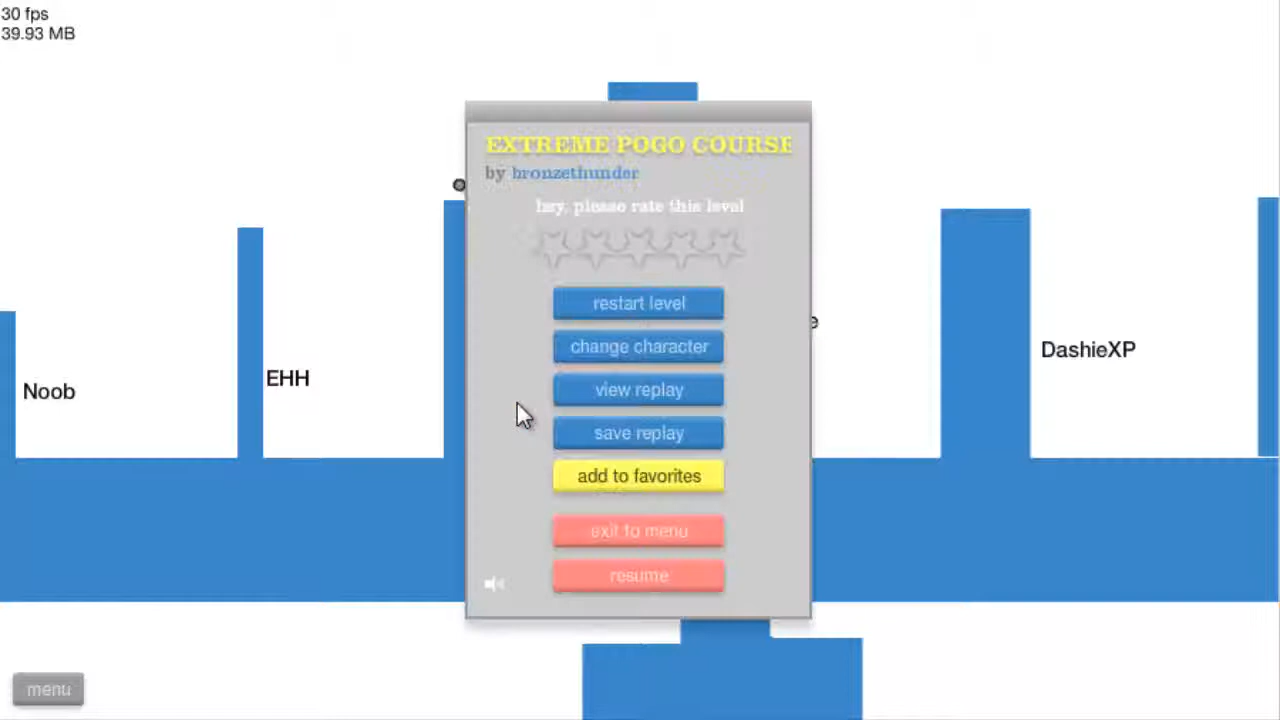 30 fps
39.93 MB
EXTREME POGO COURSE
by bronzethunder
hey, please rate this level
restart level
change character
view replay
save replay
add to favorites
exit to menu
resume
Noob
EHH
DashieXP
menu